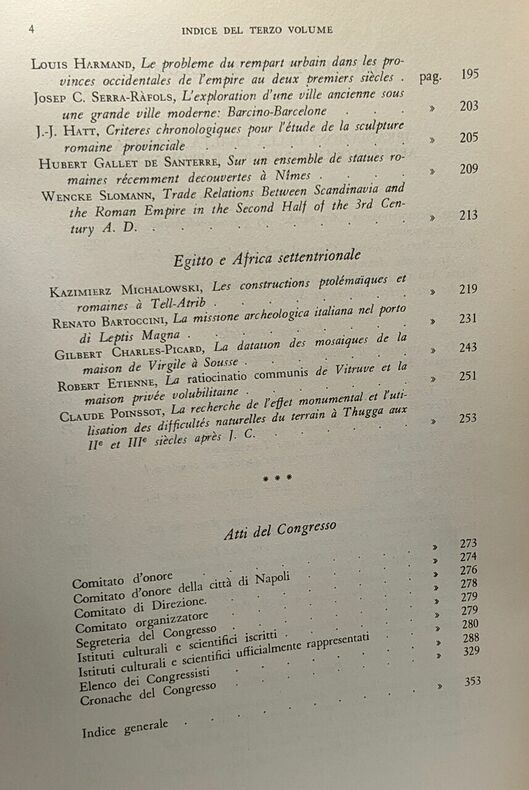 4 INDICE DEL TERZO VOLUME
LOUIS HARMAND, Le probleme du rempart urbain dans les pro-
vinces occidentales de l'empire au deux premiers siècles . pag. 195
JOSEP C. SERRA-RÀFOLS, L'exploration d'une ville ancienne sous
une grande ville moderne: Barcino-Barcelone . . . . » 203
J.-J. HATT, Criteres chronologiques pour l'étude de la sculpture
romaine provinciale . . . . . . . . » 205
HUBERT GALLET DE SANTERRE, Sur un ensemble de statues ro-
maines récemment decouvertes à Nîmes . . . . » 209
WENCKE SLOMANN, Trade Relations Between Scandinavia and
the Roman Empire in the Second Half of the 3rd Cen-
tury A. D. . . . . . . . . . » 213
Egitto e Africa settentrionale
KAZIMIERZ MICHALOWSKI, Les constructions ptolémaïques et
romaines à Tell-Atrib . . . . . . . » 219
RENATO BARTOCCINI, La missione archeologica italiana nel porto
di Leptis Magna . . . . . . . . » 231
GILBERT CHARLES-PICARD, La datation des mosaïques de la
maison de Virgile à Sousse . . . . . . » 243
ROBERT ETIENNE, La ratiocinatio communis de Vitruve et la
maison privée volubilitaine . . . . . . » 251
CLAUDE POINSSOT, La recherche de l'effet monumental et l'uti-
lisation des difficultés naturelles du terrain à Thugga aux
IIe et IIIe siècles après J. C. . . . . . » 253
* * *
Atti del Congresso
Comitato d'onore . . . . . . . . » 273
Comitato d'onore della città di Napoli . . . . » 274
Comitato di Direzione. . . . . . . . » 276
Comitato organizzatore . . . . . . . » 278
Segreteria del Congresso . . . . . . . » 279
Istituti culturali e scientifici iscritti . . . . . » 279
Istituti culturali e scientifici ufficialmente rappresentati . » 280
Elenco dei Congressisti . . . . . . . » 288
Cronache del Congresso . . . . . . . » 329
Indice generale . . . . . . . . » 353